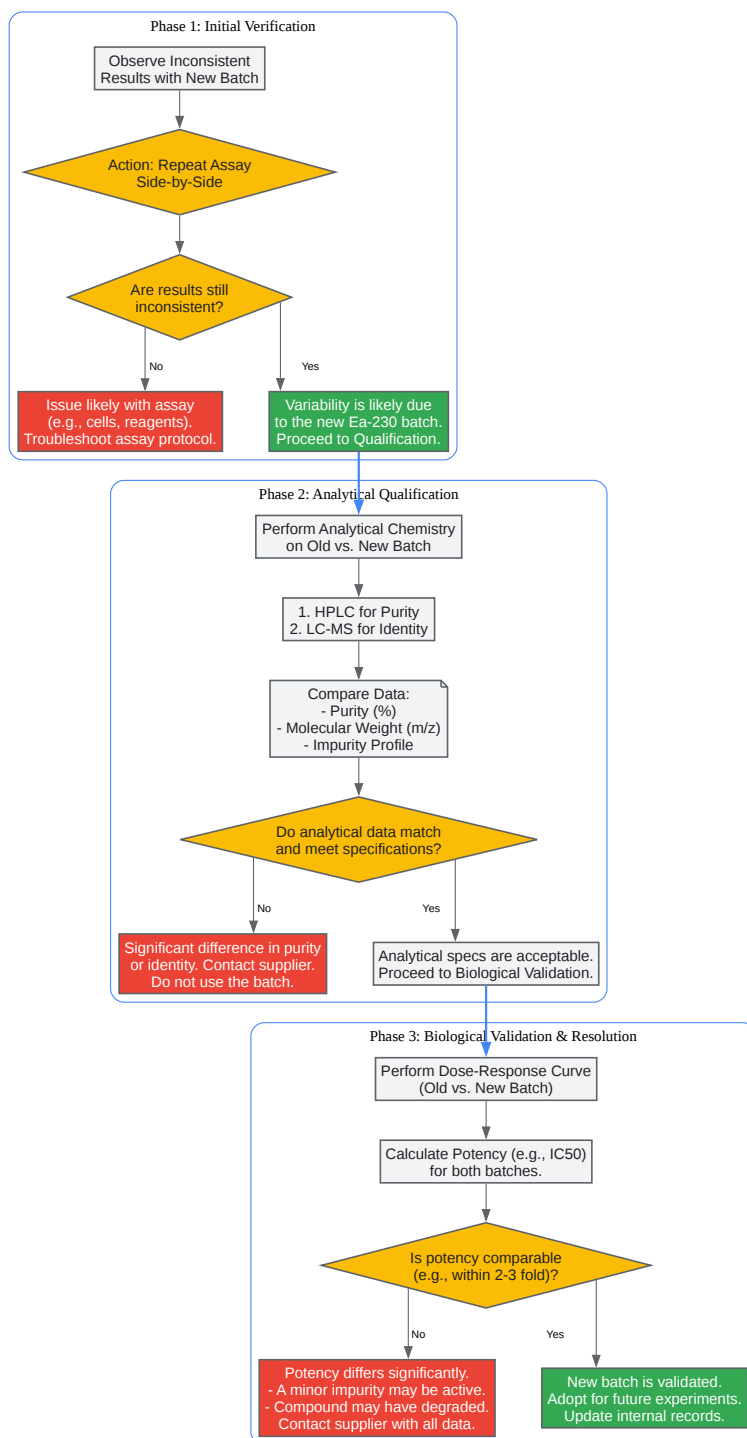 Phase 1: Initial Verification
Observe Inconsistent
Results with New Batch
Action: Repeat Assay
Side-by-Side
Are results still
inconsistent?
No
Yes
Issue likely with assay
(e.g., cells, reagents).
Troubleshoot assay protocol.
Variability is likely due
to the new Ea-230 batch.
Proceed to Qualification.
Phase 2: Analytical Qualification
Perform Analytical Chemistry
on Old vs. New Batch
1. HPLC for Purity
2. LC-MS for Identity
Compare Data:
- Purity (%)
- Molecular Weight (m/z)
- Impurity Profile
Do analytical data match
and meet specifications?
No
Yes
Significant difference in purity
or identity. Contact supplier.
Do not use the batch.
Analytical specs are acceptable.
Proceed to Biological Validation.
Phase 3: Biological Validation & Resolution
Perform Dose-Response Curve
(Old vs. New Batch)
Calculate Potency (e.g., IC50)
for both batches.
Is potency comparable
(e.g., within 2-3 fold)?
No
Yes
Potency differs significantly.
- A minor impurity may be active.
- Compound may have degraded.
Contact supplier with all data.
New batch is validated.
Adopt for future experiments.
Update internal records.